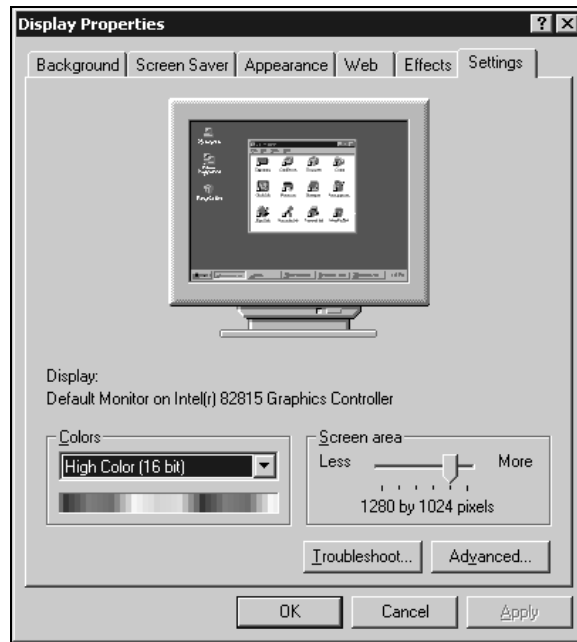 Display Properties
Background Screen Saver Appearance Web Effects Settings
Display:
Default Monitor on Intel(r) 82815 Graphics Controller
Colors
High Color (16 bit)
Screen area
Less More
1280 by 1024 pixels
Troubleshoot... Advanced...
OK Cancel Apply